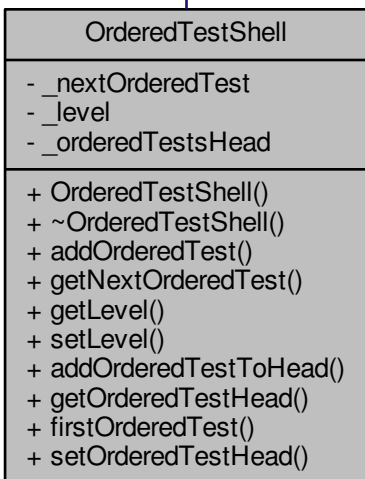 OrderedTestShell
- _nextOrderedTest
- _level
- _orderedTestsHead
+ OrderedTestShell()
+ ~OrderedTestShell()
+ addOrderedTest()
+ getNextOrderedTest()
+ getLevel()
+ setLevel()
+ addOrderedTestToHead()
+ getOrderedTestHead()
+ firstOrderedTest()
+ setOrderedTestHead()